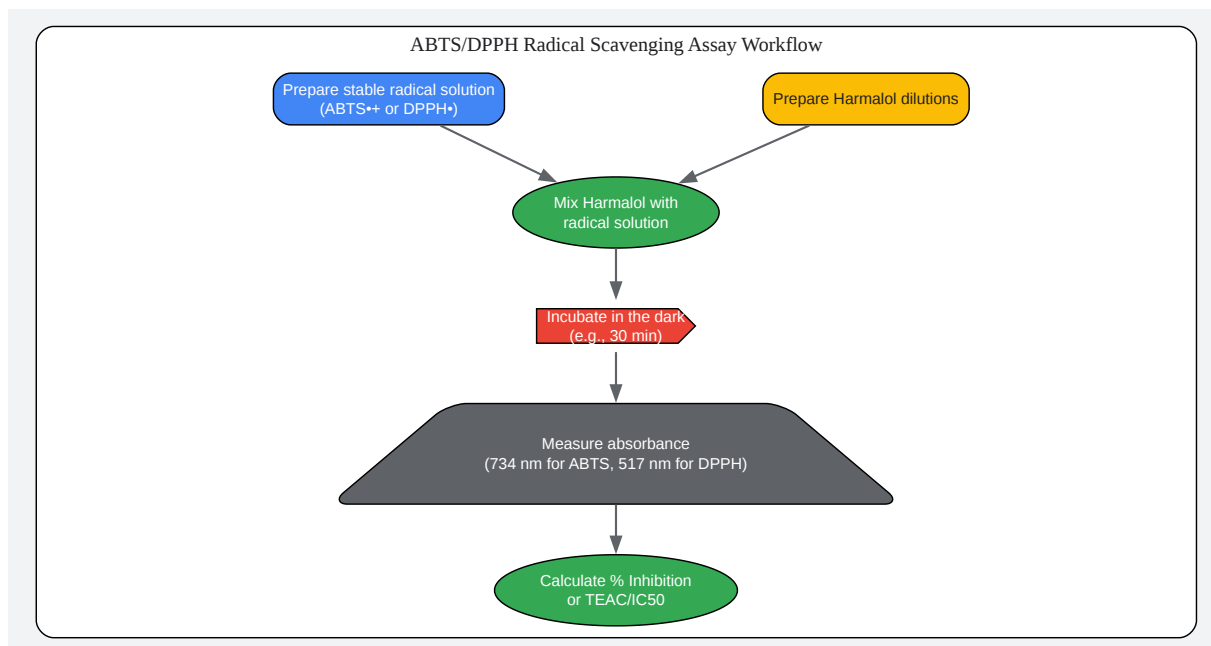 ABTS/DPPH Radical Scavenging Assay Workflow
Prepare stable radical solution
(ABTS•+ or DPPH•)
Prepare Harmalol dilutions
Mix Harmalol with
radical solution
Incubate in the dark
(e.g., 30 min)
Measure absorbance
(734 nm for ABTS, 517 nm for DPPH)
Calculate % Inhibition
or TEAC/IC50